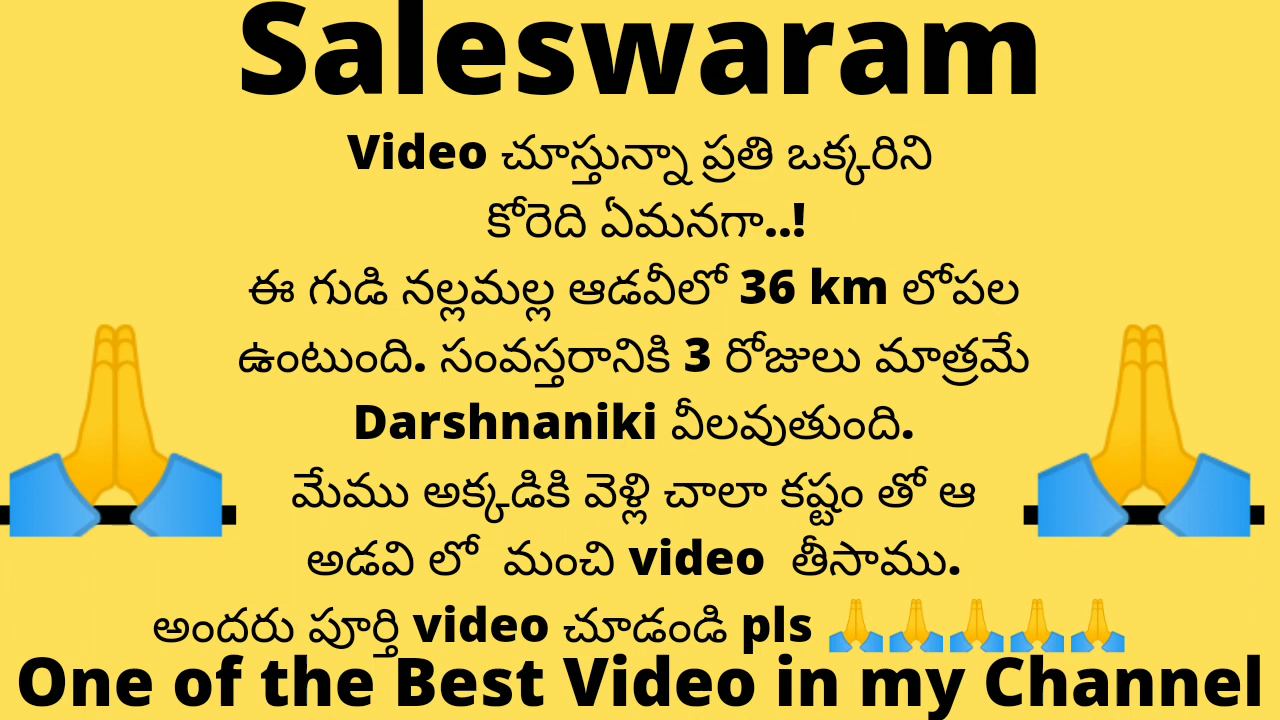 Saleswaram
Video చూస్తున్నా ప్రతి ఒక్కరిని
కోరెది ఏమనగా..!
ఈ గుడి నల్లమల్ల ఆడవీలో 36 km లోపల
ఉంటుంది. సంవస్తరానికి 3 రోజులు మాత్రమే
Darshnaniki వీలవుతుంది.
మేము అక్కడికి వెళ్లి చాలా కష్టం తో ఆ
అడవి లో మంచి video తీసాము.
అందరు పూర్తి video చూడండి pls 🙏🙏🙏🙏🙏
One of the Best Video in my Channel